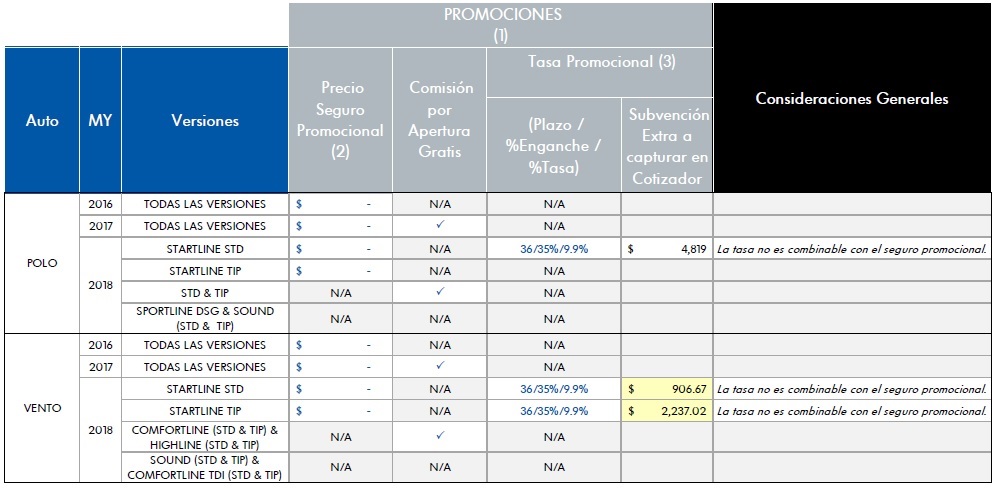 PROMOCIONES
(1)
Auto
MY
Versiones
Precio
Seguro
Promocional
(2)
Comisión
por
Apertura
Gratis
Tasa Promocional (3)
(Plazo /
%Enganche /
%Tasa)
Subvención
Extra a
capturar en
Cotizador
Consideraciones Generales
POLO
2016 TODAS LAS VERSIONES $ - N/A N/A
2017 TODAS LAS VERSIONES $ - ✓ N/A
2018
STARTLINE STD $ - N/A 36/35%/9.9% $ 4,819 La tasa no es combinable con el seguro promocional.
STARTLINE TIP $ - N/A N/A
STD & TIP N/A ✓ N/A
SPORTLINE DSG & SOUND
(STD & TIP) N/A N/A N/A
VENTO
2016 TODAS LAS VERSIONES $ - N/A N/A
2017 TODAS LAS VERSIONES $ - ✓ N/A
2018
STARTLINE STD $ - N/A 36/35%/9.9% $ 906.67 La tasa no es combinable con el seguro promocional.
STARTLINE TIP $ - N/A 36/35%/9.9% $ 2,237.02 La tasa no es combinable con el seguro promocional.
COMFORTLINE (STD & TIP) &
HIGHLINE (STD & TIP) N/A ✓ N/A
SOUND (STD & TIP) &
COMFORTLINE TDI (STD & TIP) N/A N/A N/A